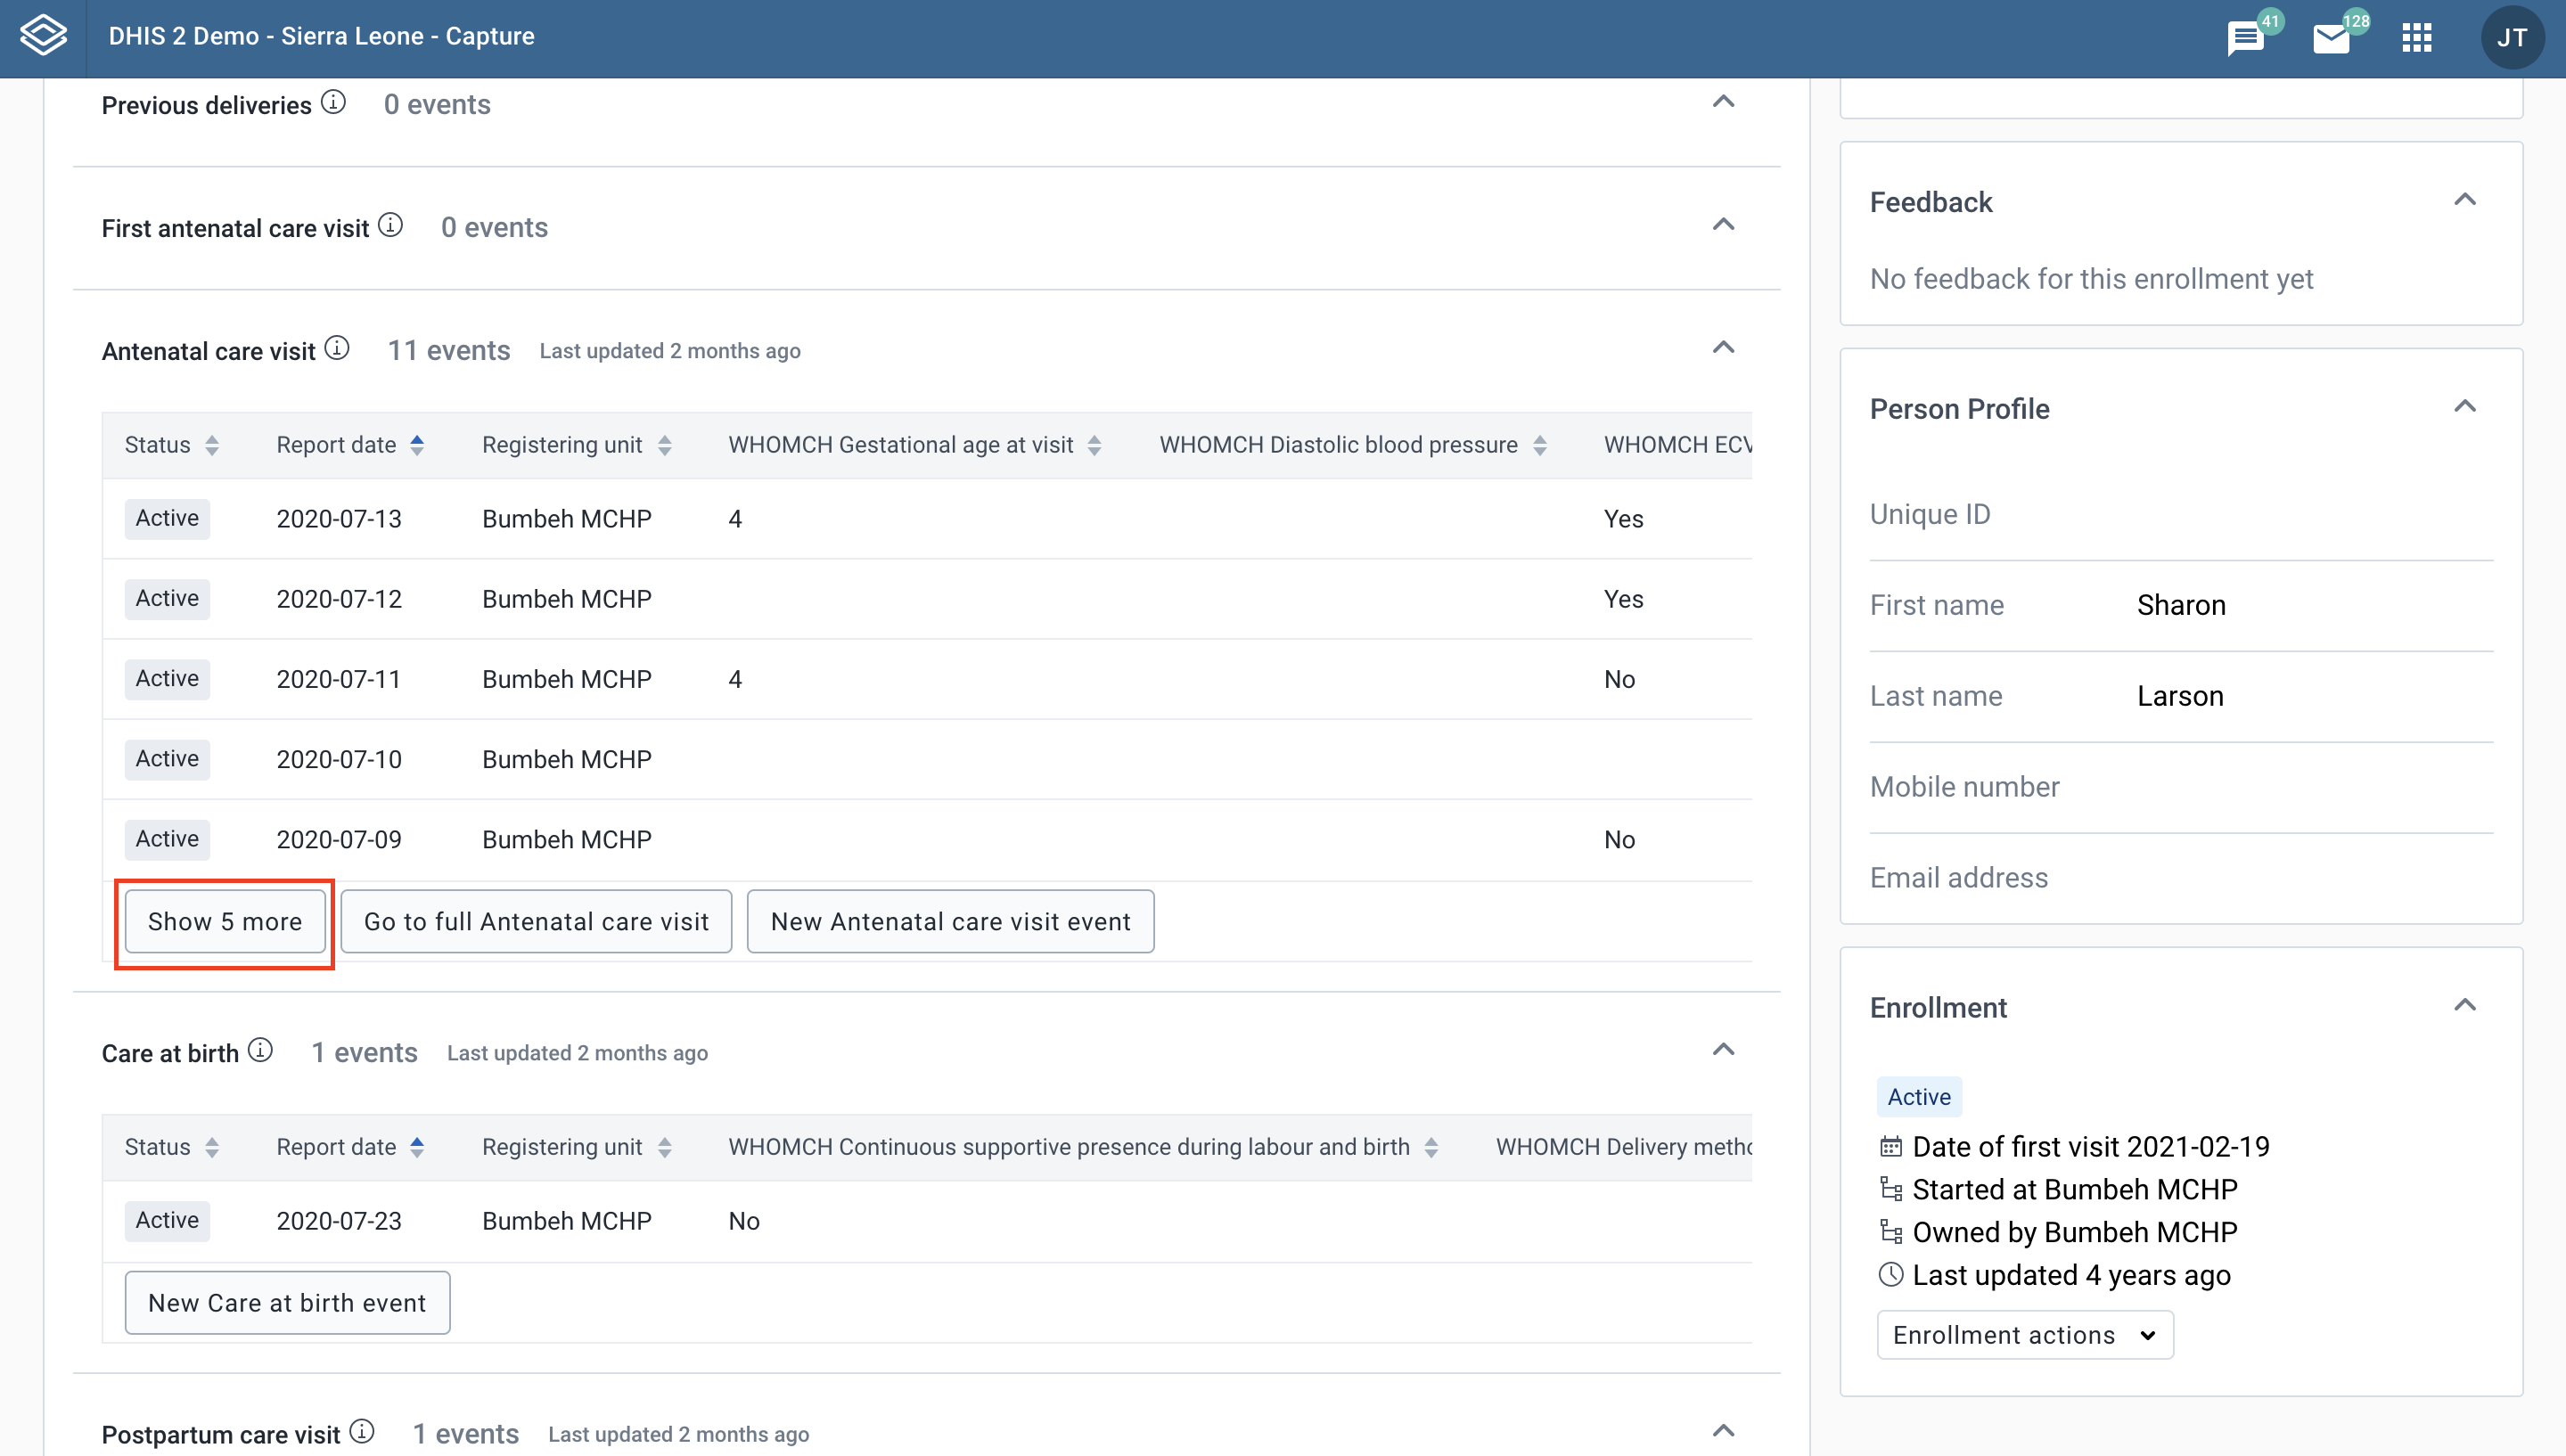 DHIS 2 Demo - Sierra Leone - Capture
41
128
JT
Previous deliveries 0 events
First antenatal care visit 0 events
Antenatal care visit 11 events Last updated 2 months ago
Status Report date Registering unit WHOMCH Gestational age at visit WHOMCH Diastolic blood pressure WHOMCH ECV
Active 2020-07-13 Bumbeh MCHP 4 Yes
Active 2020-07-12 Bumbeh MCHP Yes
Active 2020-07-11 Bumbeh MCHP 4 No
Active 2020-07-10 Bumbeh MCHP
Active 2020-07-09 Bumbeh MCHP No
Show 5 more Go to full Antenatal care visit New Antenatal care visit event
Care at birth 1 events Last updated 2 months ago
Status Report date Registering unit WHOMCH Continuous supportive presence during labour and birth WHOMCH Delivery metho
Active 2020-07-23 Bumbeh MCHP No
New Care at birth event
Postpartum care visit 1 events Last updated 2 months ago
Feedback
No feedback for this enrollment yet
Person Profile
Unique ID
First name Sharon
Last name Larson
Mobile number
Email address
Enrollment
Active
Date of first visit 2021-02-19
Started at Bumbeh MCHP
Owned by Bumbeh MCHP
Last updated 4 years ago
Enrollment actions